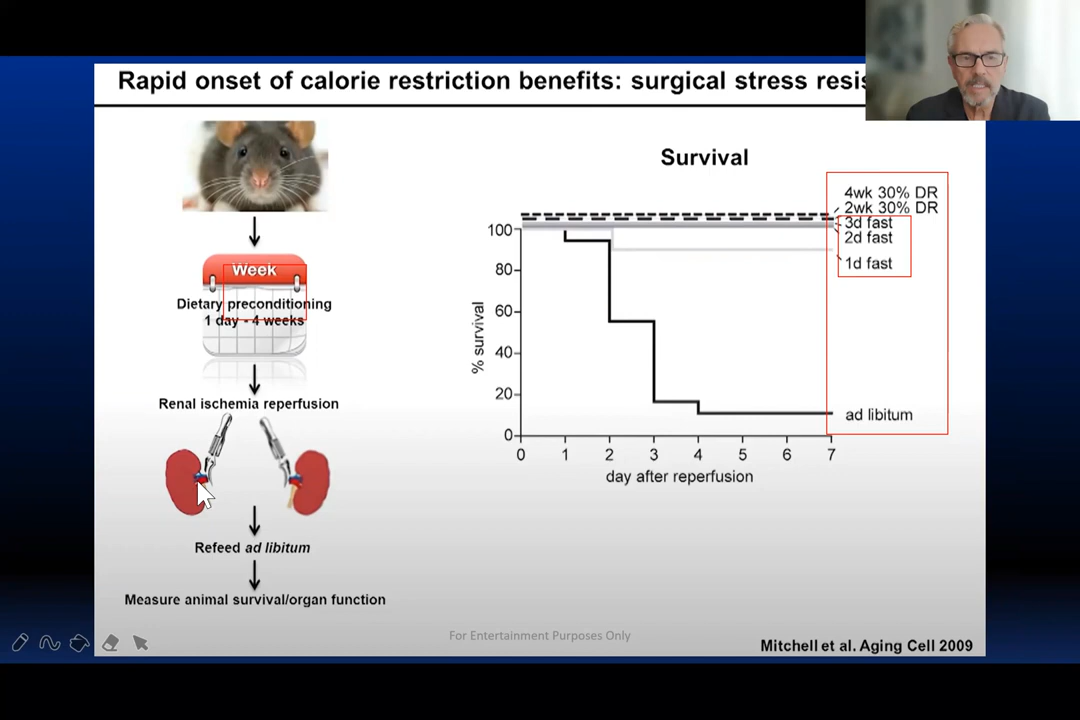 Rapid onset of calorie restriction benefits: surgical stress
Week
Dietary preconditioning
1 day - 4 weeks
Renal ischemia reperfusion
Refeed ad libitum
Measure animal survival/organ function
Survival
% survival
100
80
60
40
20
0
0 1 2 3 4 5 6 7
day after reperfusion
4wk 30% DR
2wk 30% DR
3d fast
2d fast
1d fast
ad libitum
For Entertainment Purposes Only
Mitchell et al. Aging Cell 2009